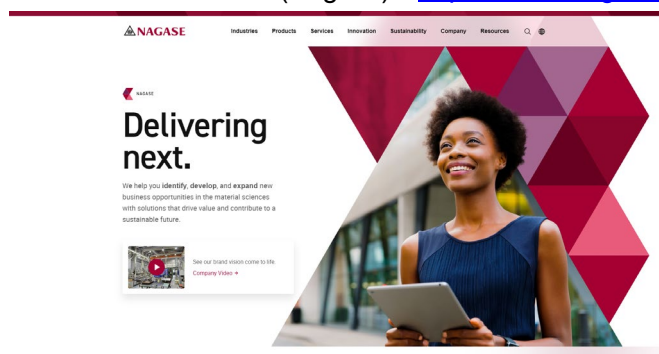 NAGASE
Industries Products Services Innovation Sustainability Company Resources
NAGASE
Delivering
next.
We help you identify, develop, and expand new
business opportunities in the material sciences
with solutions that drive value and contribute to a
sustainable future.
See our brand vision come to life.
Company Video →